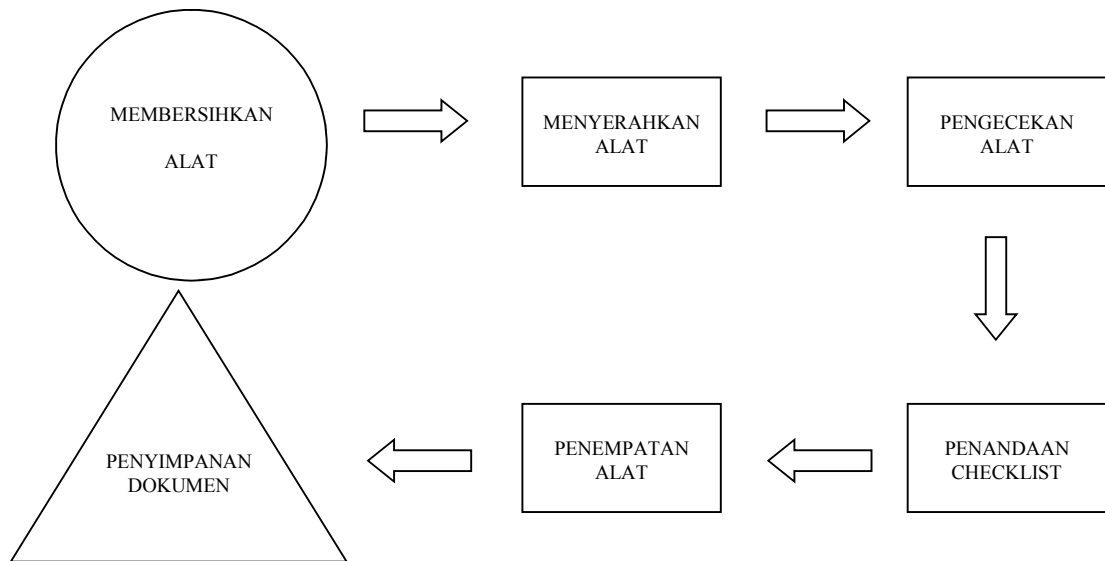 MEMBERSIHKAN
ALAT
MENYERAHKAN
ALAT
PENGECEKAN
ALAT
PENANDAAN
CHECKLIST
PENEMPATAN
ALAT
PENYIMPANAN
DOKUMEN